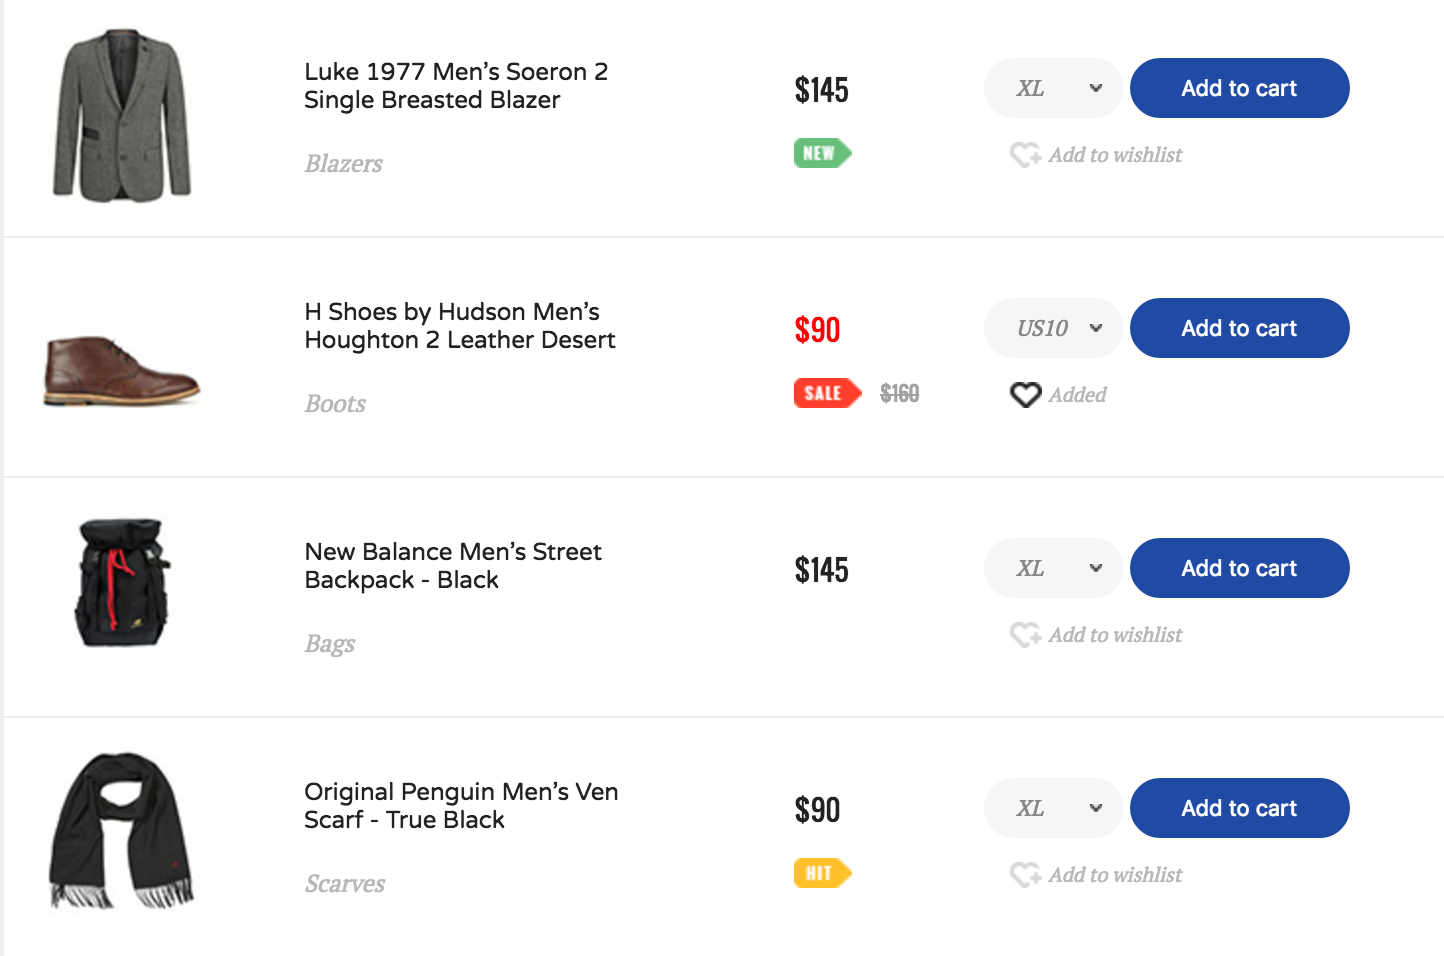 Luke 1977 Men’s Soeron 2
Single Breasted Blazer
Blazers
$145
NEW
XL
Add to cart
Add to wishlist
H Shoes by Hudson Men’s
Houghton 2 Leather Desert
Boots
$90
SALE $160
US10
Add to cart
Added
New Balance Men’s Street
Backpack - Black
Bags
$145
XL
Add to cart
Add to wishlist
Original Penguin Men’s Ven
Scarf - True Black
Scarves
$90
HIT
XL
Add to cart
Add to wishlist